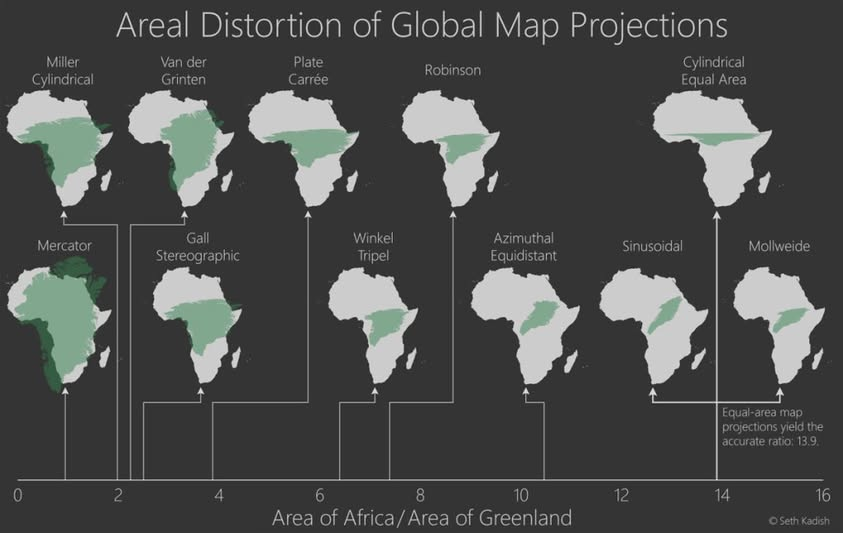 Areal Distortion of Global Map Projections
Miller
Cylindrical
Van der
Grinten
Plate
Carrée
Robinson
Cylindrical
Equal Area
Mercator
Gall
Stereographic
Winkel
Tripel
Azimuthal
Equidistant
Sinusoidal
Mollweide
Equal-area map
projections yield the
accurate ratio: 13.9.
0 2 4 6 8 10 12 14 16
Area of Africa/Area of Greenland
© Seth Kadish